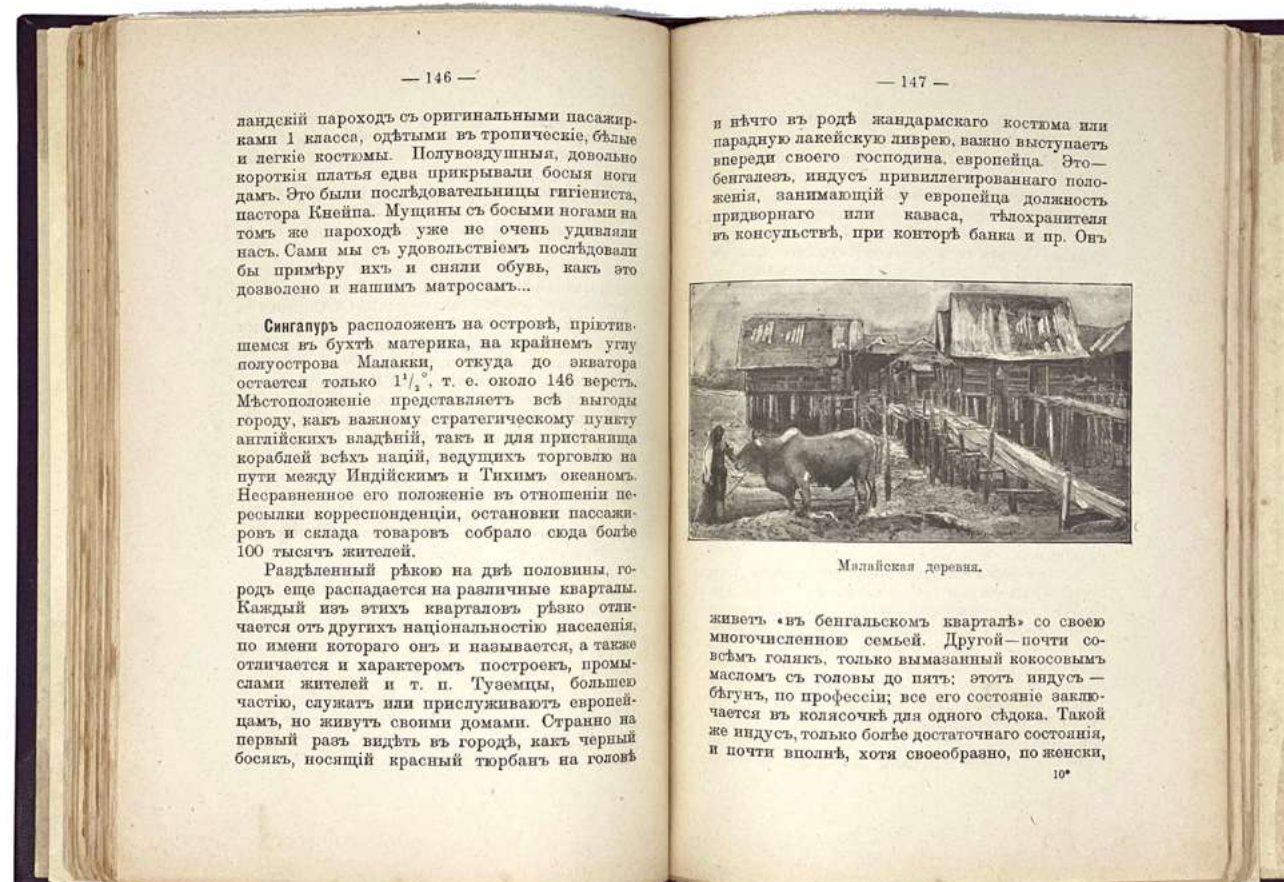 — 146 —
ландскій пароходъ съ оригинальными пасажир-
ками 1 класса, одѣтыми въ тропическіе, бѣлые
и легкіе костюмы. Полувоздушныя, довольно
короткія платья едва прикрывали босыя ноги
дамъ. Это были послѣдовательницы гигіениста,
пастора Кнейпа. Мущины съ босыми ногами на
томъ же пароходѣ уже не очень удивляли
насъ. Сами мы съ удовольствіемъ послѣдовали
бы примѣру ихъ и сняли обувь, какъ это
дозволено и нашимъ матросамъ...
Сингапуръ расположенъ на островѣ, пріютив-
шемся въ бухтѣ материка, на крайнемъ углу
полуострова Малакки, откуда до экватора
остается только 1¹/₂°, т. е. около 146 верстъ.
Мѣстоположеніе представляетъ всѣ выгоды
городу, какъ важному стратегическому пункту
англійскихъ владѣній, такъ и для пристанища
кораблей всѣхъ націй, ведущихъ торговлю на
пути между Индійскимъ и Тихимъ океаномъ.
Несравненное его положеніе въ отношеніи пе-
ресылки корреспонденціи, остановки пассажи-
ровъ и склада товаровъ собрало сюда болѣе
100 тысячъ жителей.
Раздѣленный рѣкою на двѣ половины, го-
родъ еще распадается на различные кварталы.
Каждый изъ этихъ кварталовъ рѣзко отли-
чается отъ другихъ національностію населенія,
по имени котораго онъ и называется, а также
отличается и характеромъ построекъ, промы-
слами жителей и т. п. Туземцы, большею
частію, служатъ или прислуживаютъ европей-
цамъ, но живутъ своими домами. Странно на
первый разъ видѣть въ городѣ, какъ черный
босякъ, носящій красный тюрбанъ на головѣ
— 147 —
и нѣчто въ родѣ жандармскаго костюма или
парадную лакейскую ливрею, важно выступаетъ
впереди своего господина, европейца. Это—
бенгалезъ, индусъ привиллегированнаго поло-
женія, занимающій у европейца должность
придворнаго или каваса, тѣлохранителя
въ консульствѣ, при конторѣ банка и пр. Онъ
Малайская деревня.
живетъ «въ бенгальскомъ кварталѣ» со своею
многочисленною семьей. Другой—почти со-
всѣмъ голякъ, только вымазанный кокосовымъ
масломъ съ головы до пятъ; этотъ индусъ —
бѣгунъ, по профессіи; все его состояніе заклю-
чается въ колясочкѣ для одного сѣдока. Такой
же индусъ, только болѣе достаточнаго состоянія,
и почти вполнѣ, хотя своеобразно, по женски,
10*